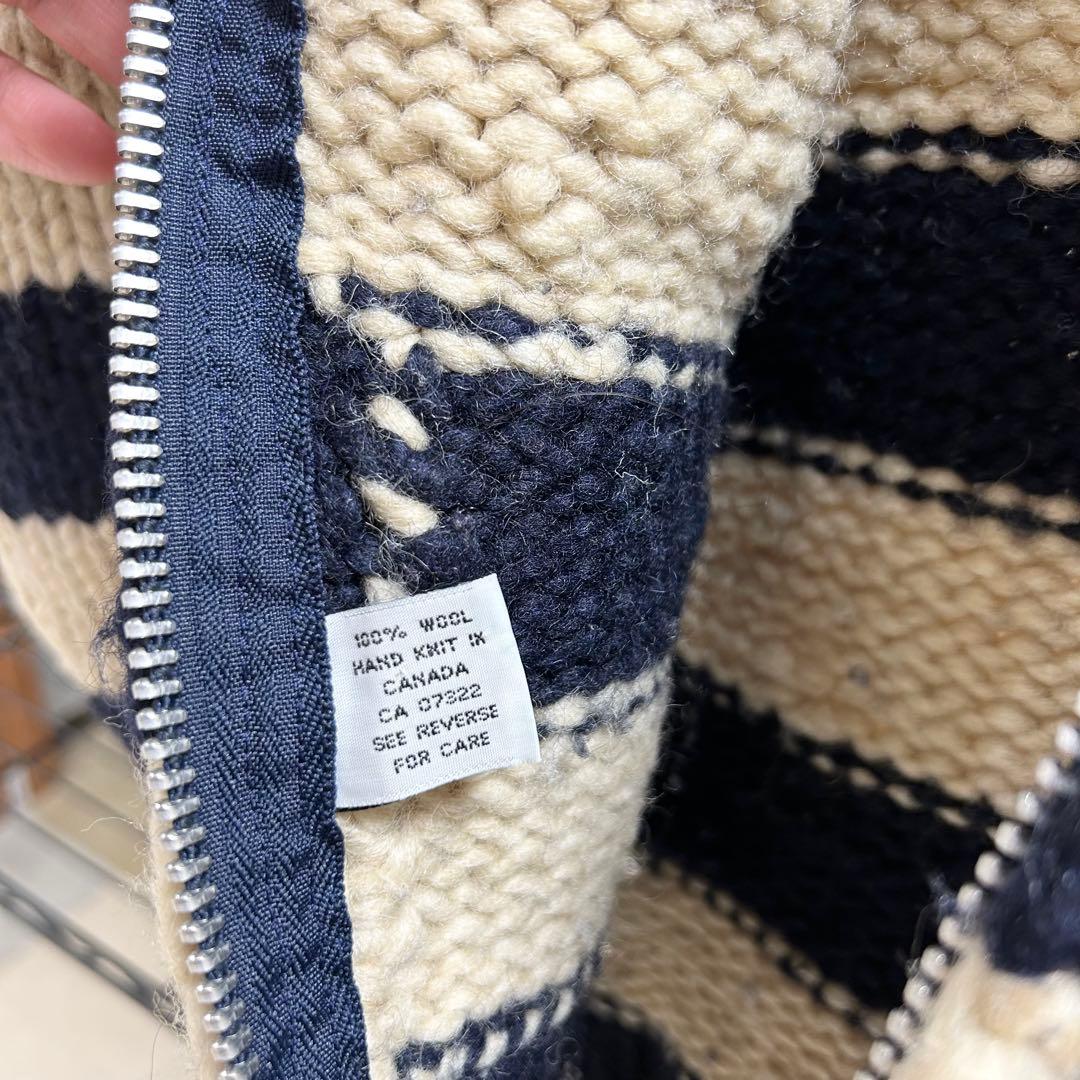 100% WOOL
HAND KNIT IN
CANADA
CA 07322
SEE REVERSE
FOR CARE